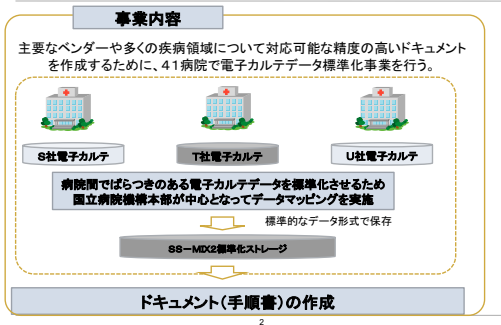 事業内容
主要なベンダーや多くの疾病領域について対応可能な精度の高いドキュメント
を作成するために、４１病院で電子カルテデータ標準化事業を行う。
S社電子カルテ
T社電子カルテ
U社電子カルテ
病院間でばらつきのある電子カルテデータを標準化させるため
国立病院機構本部が中心となってデータマッピングを実施
標準的なデータ形式で保存
SS－MIX2標準化ストレージ
ドキュメント（手順書）の作成
2